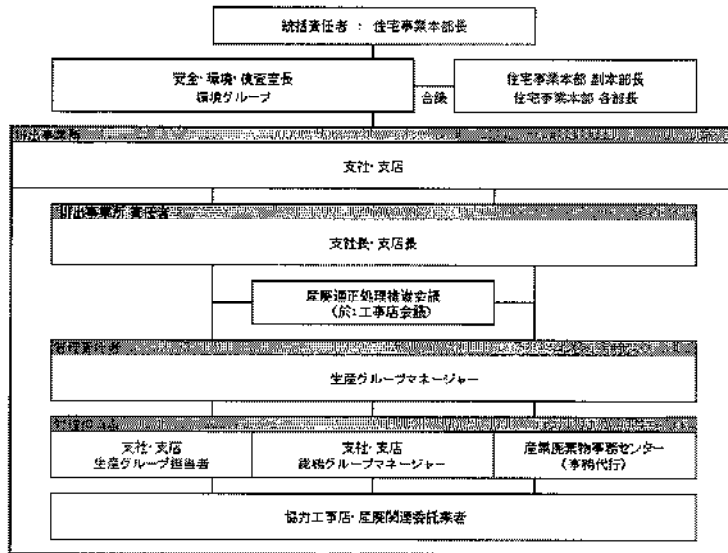 統括責任者 : 住宅事業本部長
安全・環境・検査室長
環境グループ
合議
住宅事業本部 副本部長
住宅事業本部 各部長
排出事業所
支社・支店
排出事業所 責任者
支社長・支店長
産廃適正処理推進会議
(於:工事店会議)
管理責任者
生産グループマネージャー
支社・支店
生産グループ担当者
支社・支店
総務グループマネージャー
産業廃棄物事務センター
(事務代行)
協力工事店・産廃関連委託業者